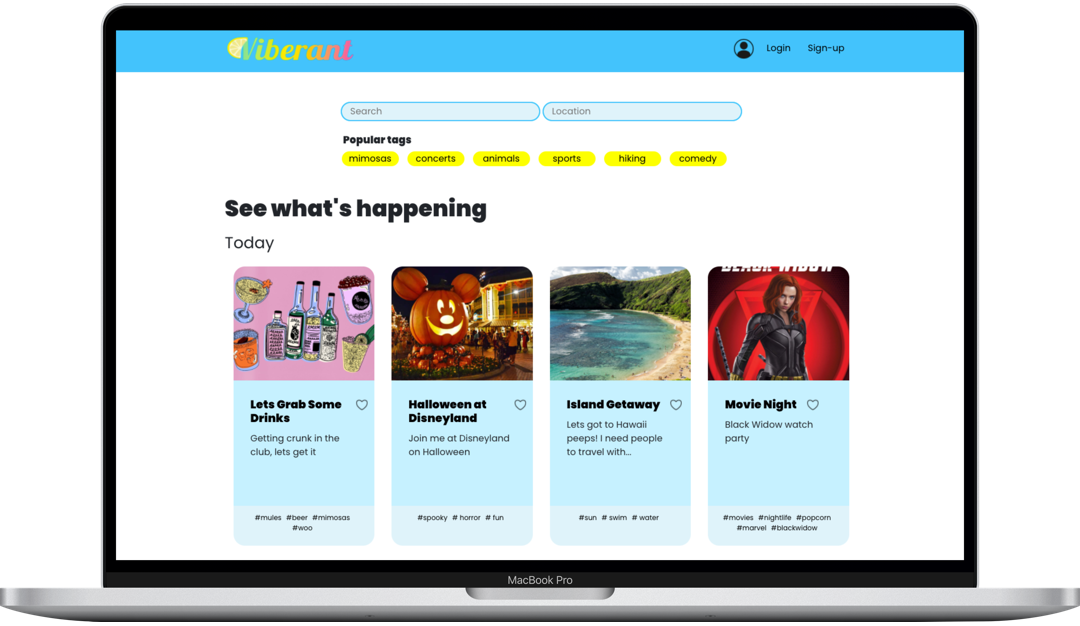 Viberant
Login Sign-up
Search Location
Popular tags
mimosas concerts animals sports hiking comedy
See what's happening
Today
BLACK WIDOW
Lets Grab Some
Drinks
Getting crunk in the
club, lets get it
#mules #beer #mimosas
#woo
Halloween at
Disneyland
Join me at Disneyland
on Halloween
#spooky # horror # fun
Island Getaway
Lets got to Hawaii
peeps! I need people
to travel with...
#sun # swim # water
Movie Night
Black Widow watch
party
#movies #nightlife #popcorn
#marvel #blackwidow
MacBook Pro